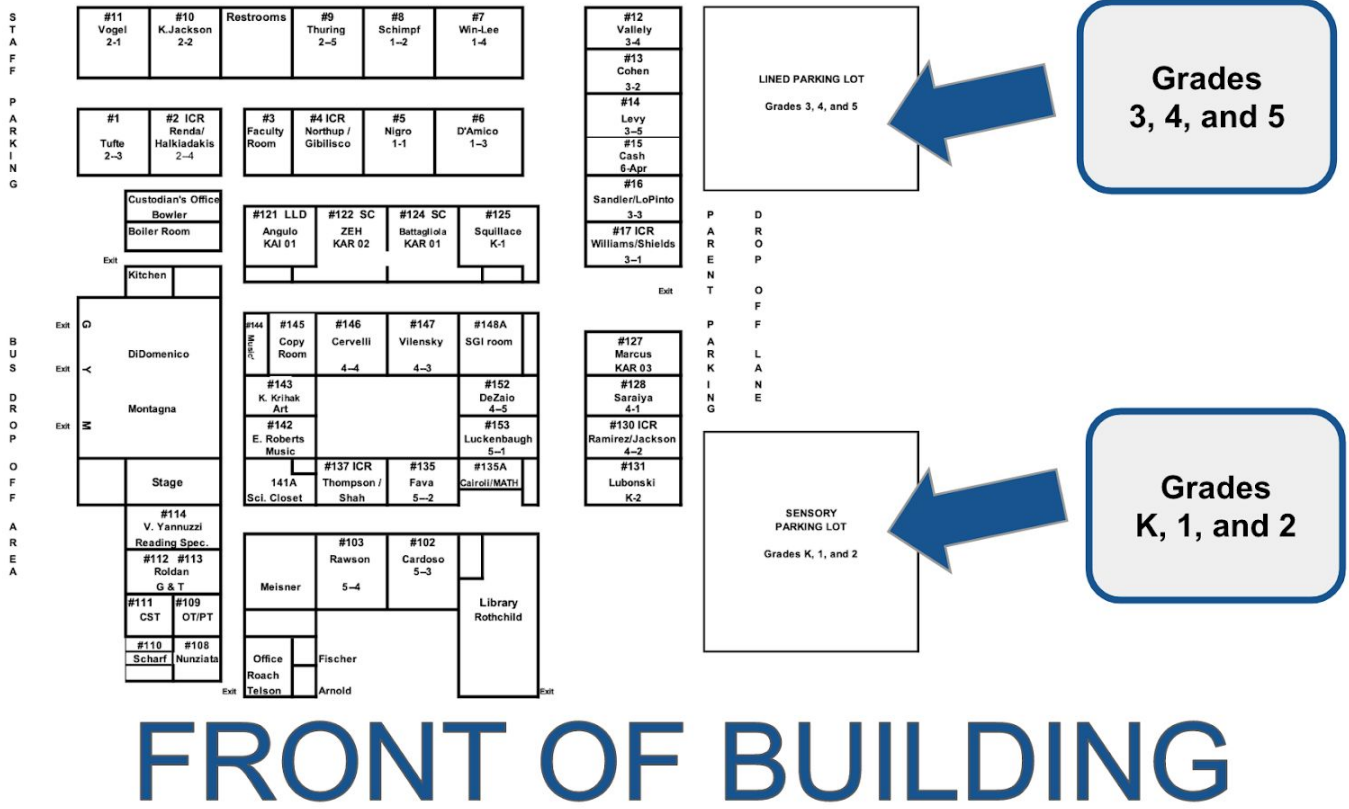 STAFF PARKING
#11
Vogel
2-1
#10
K.Jackson
2-2
Restrooms
#9
Thuring
2--5
#8
Schimpf
1--2
#7
Win-Lee
1-4
#1
Tufte
2--3
#2 ICR
Renda/
Halkiadakis
2--4
#3
Faculty
Room
#4 ICR
Northup /
Gibilisco
#5
Nigro
1-1
#6
D'Amico
1--3
#12
Vallely
3-4
#13
Cohen
3-2
#14
Levy
3--5
#15
Cash
6-Apr
#16
Sandler/LoPinto
3-3
#17 ICR
Williams/Shields
3--1
Exit
LINED PARKING LOT
Grades 3, 4, and 5
Grades
3, 4, and 5
Custodian's Office
Bowler
Boiler Room
Exit
Kitchen
#121 LLD
Angulo
KAI 01
#122 SC
ZEH
KAR 02
#124 SC
Battagliola
KAR 01
#125
Squillace
K-1
PARENT PARKING
DROP OFF LANE
BUS DROP OFF AREA
Exit
Exit
Exit
GYM
DiDomenico
Montagna
Stage
#144
Music'
#145
Copy
Room
#146
Cervelli
4--4
#147
Vilensky
4--3
#148A
SGI room
#143
K. Krihak
Art
#152
DeZaio
4--5
#142
E. Roberts
Music
#153
Luckenbaugh
5--1
141A
Sci. Closet
#137 ICR
Thompson /
Shah
#135
Fava
5---2
#135A
Cairoli/MATH
#127
Marcus
KAR 03
#128
Saraiya
4-1
#130 ICR
Ramirez/Jackson
4--2
#131
Lubonski
K-2
SENSORY
PARKING LOT
Grades K, 1, and 2
Grades
K, 1, and 2
#114
V. Yannuzzi
Reading Spec.
#112 #113
Roldan
G & T
#111
CST
#109
OT/PT
#110
Scharf
#108
Nunziata
Exit
Meisner
#103
Rawson
5--4
#102
Cardoso
5--3
Library
Rothchild
Office
Roach
Telson
Fischer
Arnold
Exit
FRONT OF BUILDING